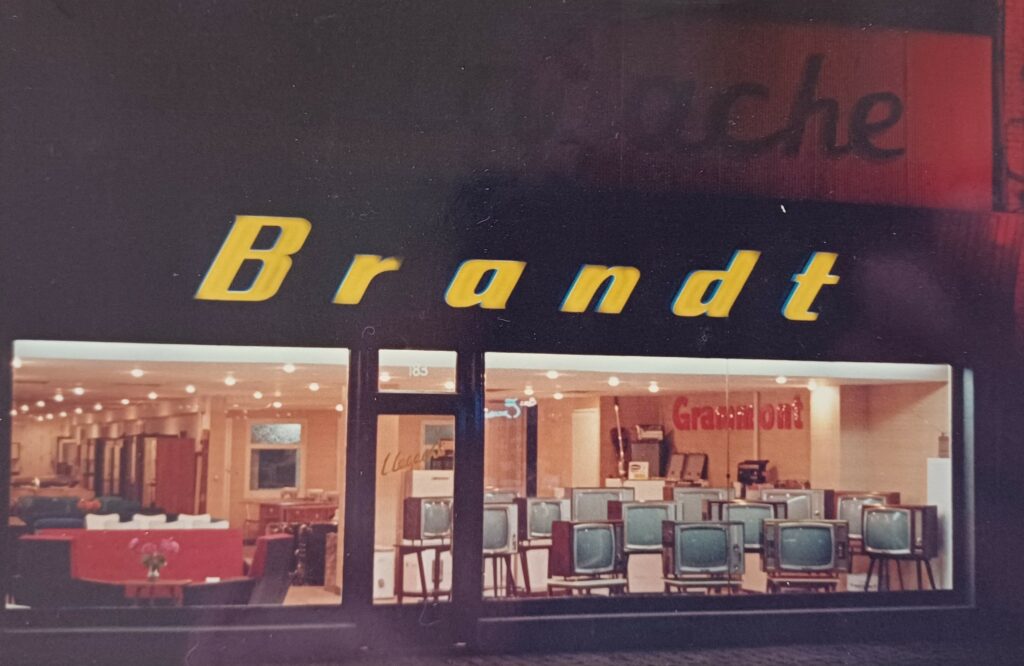 ache
Brandt
183
Grammont